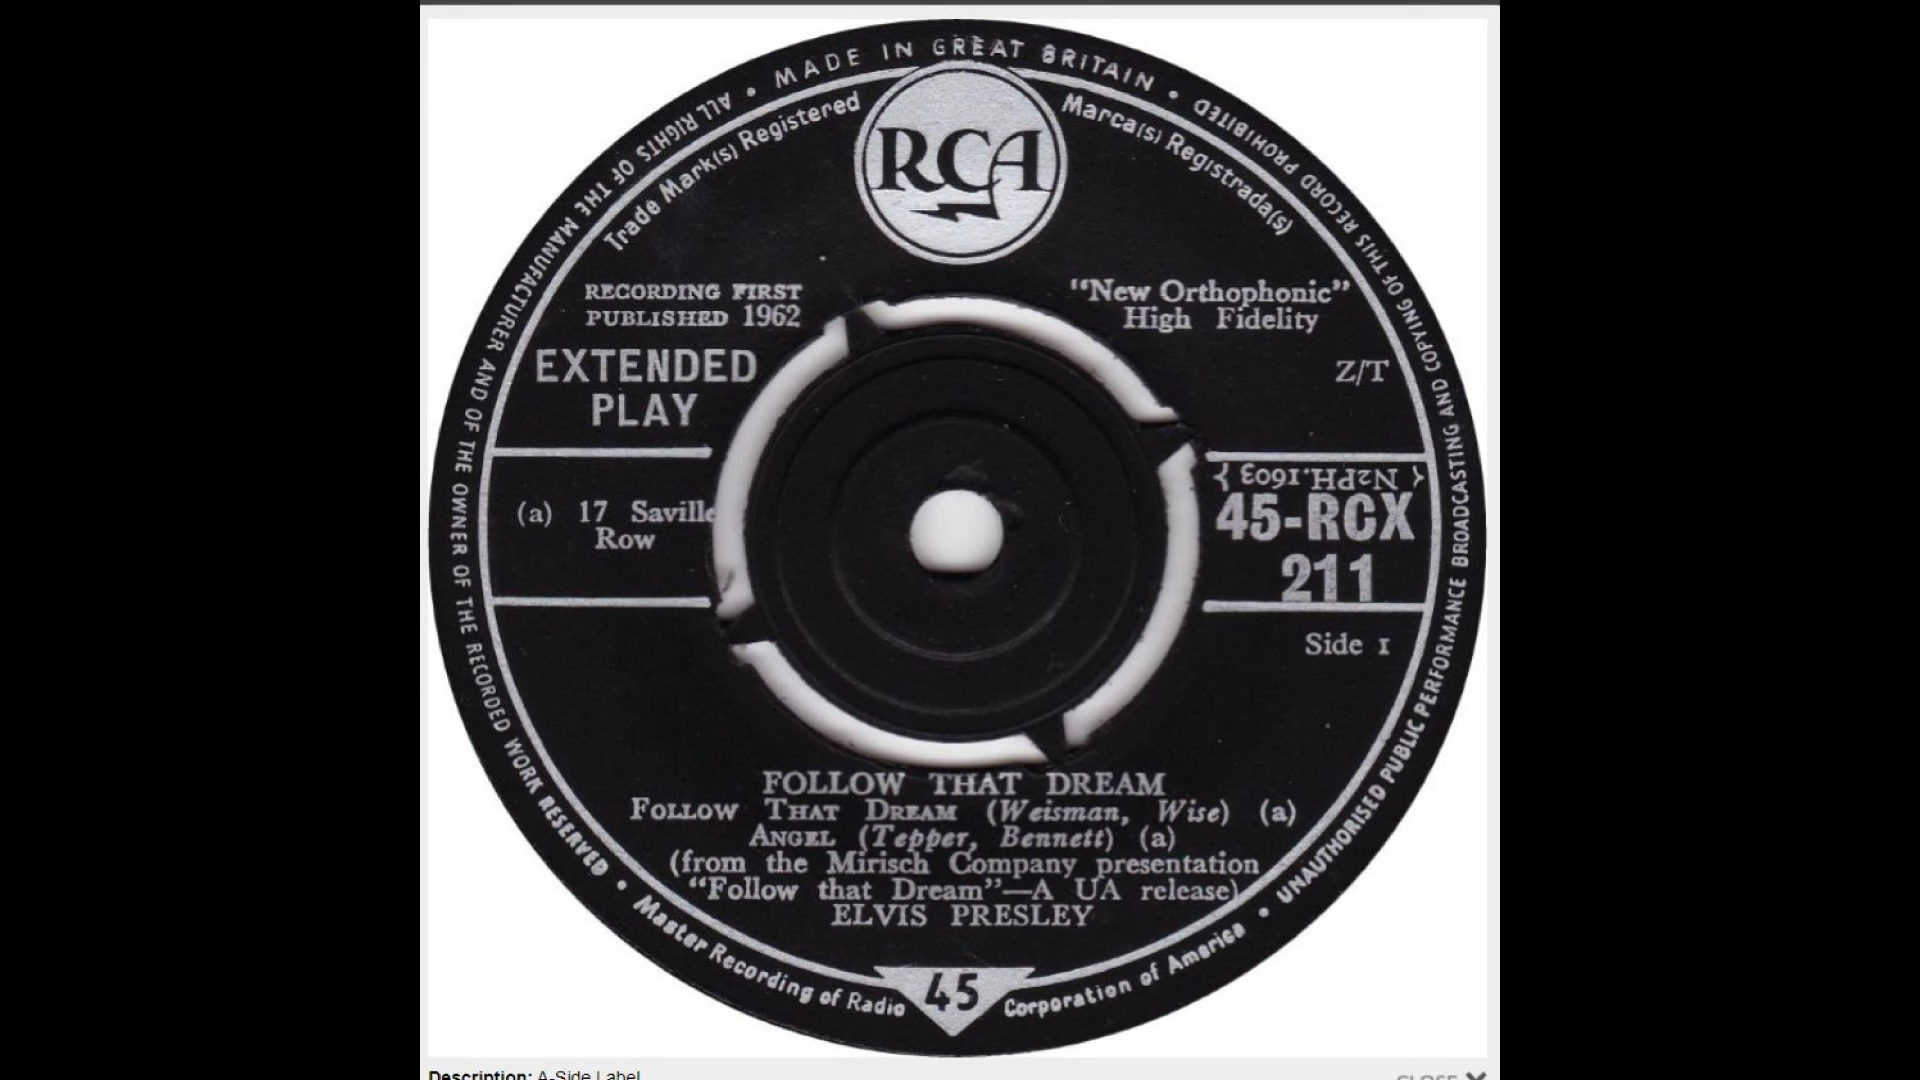 MADE IN GREAT BRITAIN
ALL RIGHTS OF THE MANUFACTURER AND OF THE OWNER OF THE RECORDED WORK RESERVED
UNAUTHORISED PUBLIC PERFORMANCE BROADCASTING AND COPYING OF THIS RECORD PROHIBITED
Trade Mark(s) Registered
RCA
Marca(s) Registrada(s)
RECORDING FIRST
PUBLISHED 1962
"New Orthophonic"
High Fidelity
EXTENDED
PLAY
Z/T
(a) 17 Saville
Row
{ N2PH.1603 }
45-RCX
211
Side 1
FOLLOW THAT DREAM
FOLLOW THAT DREAM (Weisman, Wise) (a)
ANGEL (Tepper, Bennett) (a)
(from the Mirisch Company presentation
"Follow that Dream"—A UA release)
ELVIS PRESLEY
Master Recording of Radio Corporation of America
45
Description: A-Side Label
CLOSE X